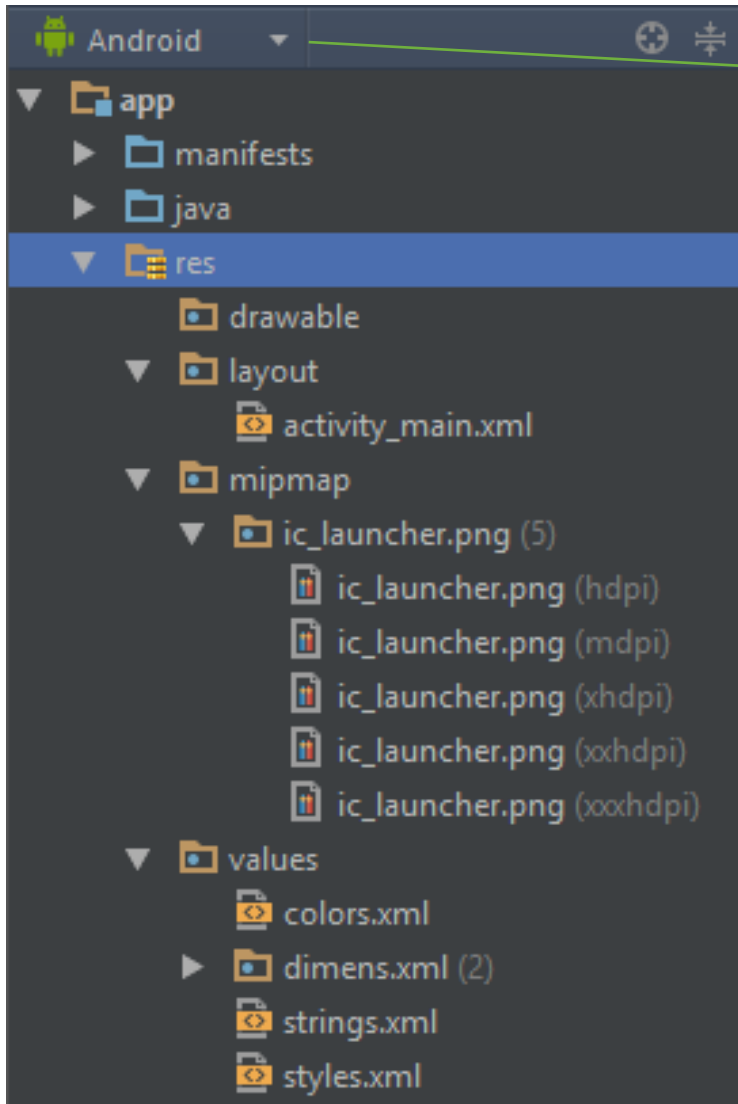 Android
app
manifests
java
res
drawable
layout
activity_main.xml
mipmap
ic_launcher.png (5)
ic_launcher.png (hdpi)
ic_launcher.png (mdpi)
ic_launcher.png (xhdpi)
ic_launcher.png (xxhdpi)
ic_launcher.png (xxxhdpi)
values
colors.xml
dimens.xml (2)
strings.xml
styles.xml